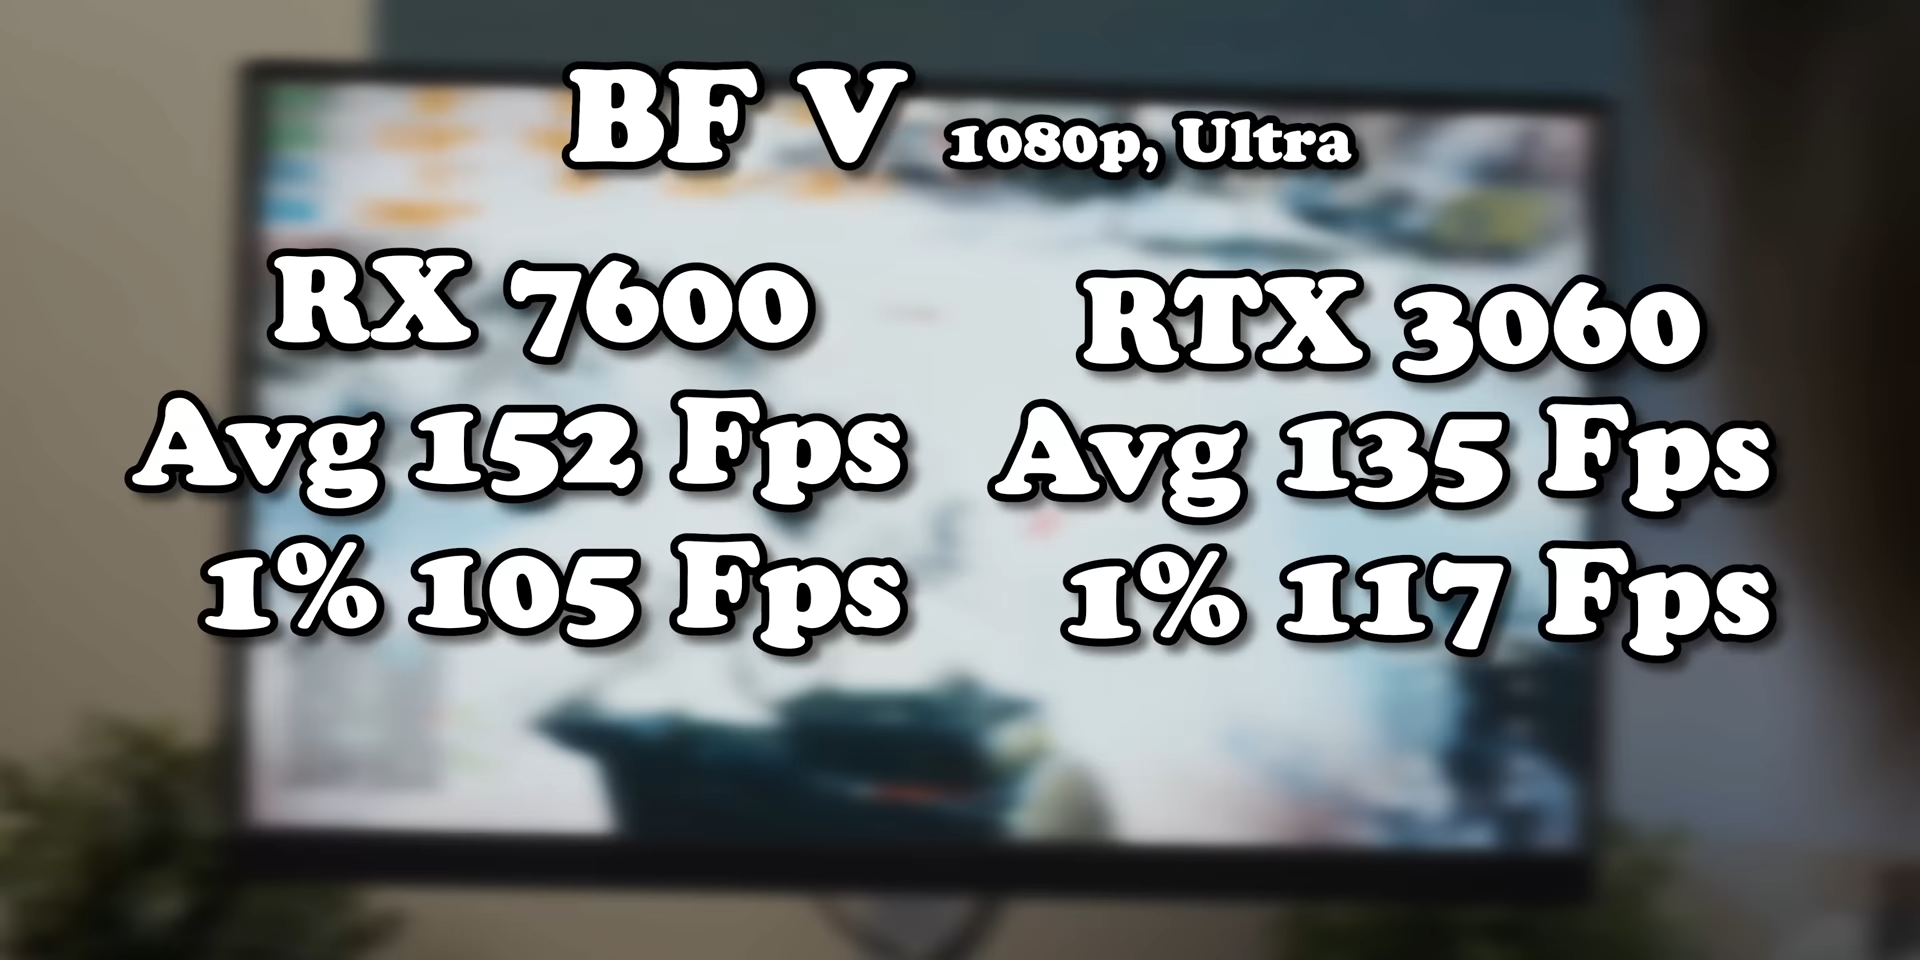 BF V 1080p, Ultra
RX 7600
Avg 152 Fps
1% 105 Fps
RTX 3060
Avg 135 Fps
1% 117 Fps